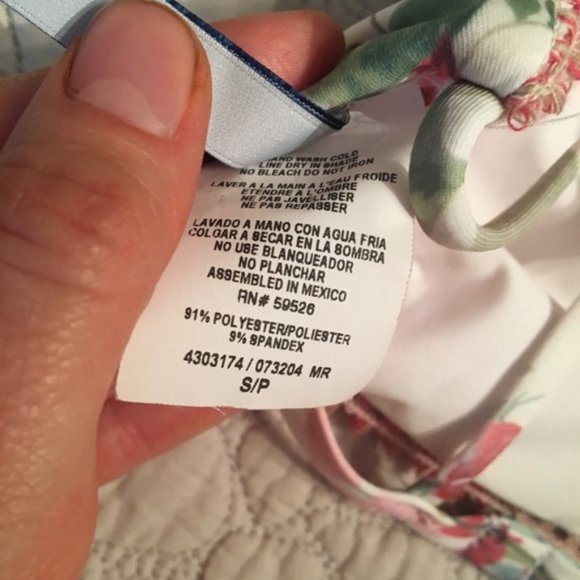 HAND WASH COLD
LINE DRY IN SHADE
NO BLEACH DO NOT IRON
LAVER A LA MAIN A L'EAU FROIDE
ETENDRE A L'OMBRE
NE PAS JAVELLISER
NE PAS REPASSER
LAVADO A MANO CON AGUA FRIA
COLGAR A SECAR EN LA SOMBRA
NO USE BLANQUEADOR
NO PLANCHAR
ASSEMBLED IN MEXICO
RN# 59526
91% POLYESTER/POLIESTER
9% SPANDEX
4303174 / 073204 MR
S/P